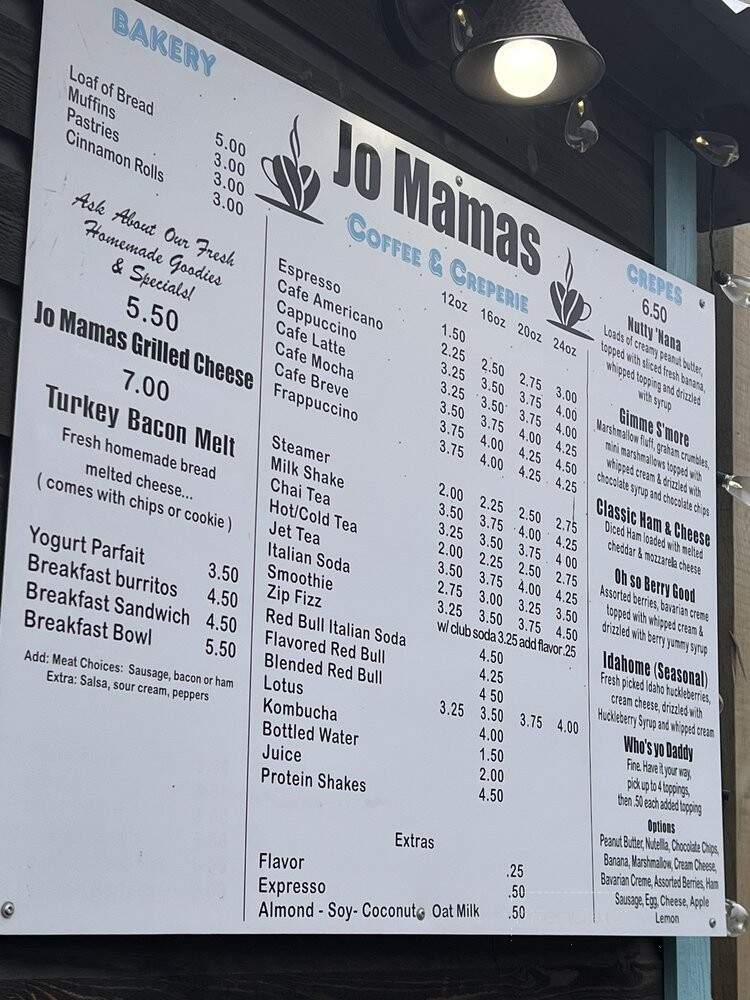 BAKERY
Loaf of Bread 5.00
Muffins 3.00
Pastries 3.00
Cinnamon Rolls 3.00
Ask About Our Fresh
Homemade Goodies
& Specials!
5.50
Jo Mamas Grilled Cheese
7.00
Turkey Bacon Melt
Fresh homemade bread
melted cheese...
( comes with chips or cookie )
Yogurt Parfait 3.50
Breakfast burritos 4.50
Breakfast Sandwich 4.50
Breakfast Bowl 5.50
Add: Meat Choices: Sausage, bacon or ham
Extra: Salsa, sour cream, peppers
Jo Mamas
COFFEE & CREPERIE
12oz 16oz 20oz 24oz
Espresso 1.50
Cafe Americano 2.25 2.50 2.75 3.00
Cappuccino 3.25 3.50 3.75 4.00
Cafe Latte 3.25 3.50 3.75 4.00
Cafe Mocha 3.50 3.75 4.00 4.25
Cafe Breve 3.75 4.00 4.25 4.50
Frappuccino 3.75 4.00 4.25 4.25
Steamer 2.00 2.25 2.50 2.75
Milk Shake 3.50 3.75 4.00 4.25
Chai Tea 3.25 3.50 3.75 4 00
Hot/Cold Tea 2.00 2.25 2.50 2.75
Jet Tea 3.50 3.75 4.00 4.25
Italian Soda 2.75 3.00 3.25 3.50
Smoothie 3.25 3.50 3.75 4.50
Zip Fizz w/ club soda 3.25 add flavor .25
Red Bull Italian Soda 4.50
Flavored Red Bull 4.25
Blended Red Bull 4 50
Lotus 3.25 3.50 3.75 4.00
Kombucha 4.00
Bottled Water 1.50
Juice 2.00
Protein Shakes 4.50
Extras
Flavor .25
Expresso .50
Almond - Soy- Coconut Oat Milk .50
CREPES
6.50
Nutty 'Nana
Loads of creamy peanut butter,
topped with sliced fresh banana,
whipped topping and drizzled
with syrup
Gimme S'more
Marshmallow fluff, graham crumbles,
mini marshmallows topped with
whipped cream & drizzled with
chocolate syrup and chocolate chips
Classic Ham & Cheese
Diced Ham loaded with melted
cheddar & mozzarella cheese
Oh so Berry Good
Assorted berries, bavarian creme
topped with whipped cream &
drizzled with berry yummy syrup
Idahome (Seasonal)
Fresh picked Idaho huckleberries,
cream cheese, drizzled with
Huckleberry Syrup and whipped cream
Who's yo Daddy
Fine. Have it your way,
pick up to 4 toppings,
then .50 each added topping
Options
Peanut Butter, Nutellla, Chocolate Chips,
Banana, Marshmallow, Cream Cheese,
Bavarian Creme, Assorted Berries, Ham
Sausage, Egg, Cheese, Apple
Lemon